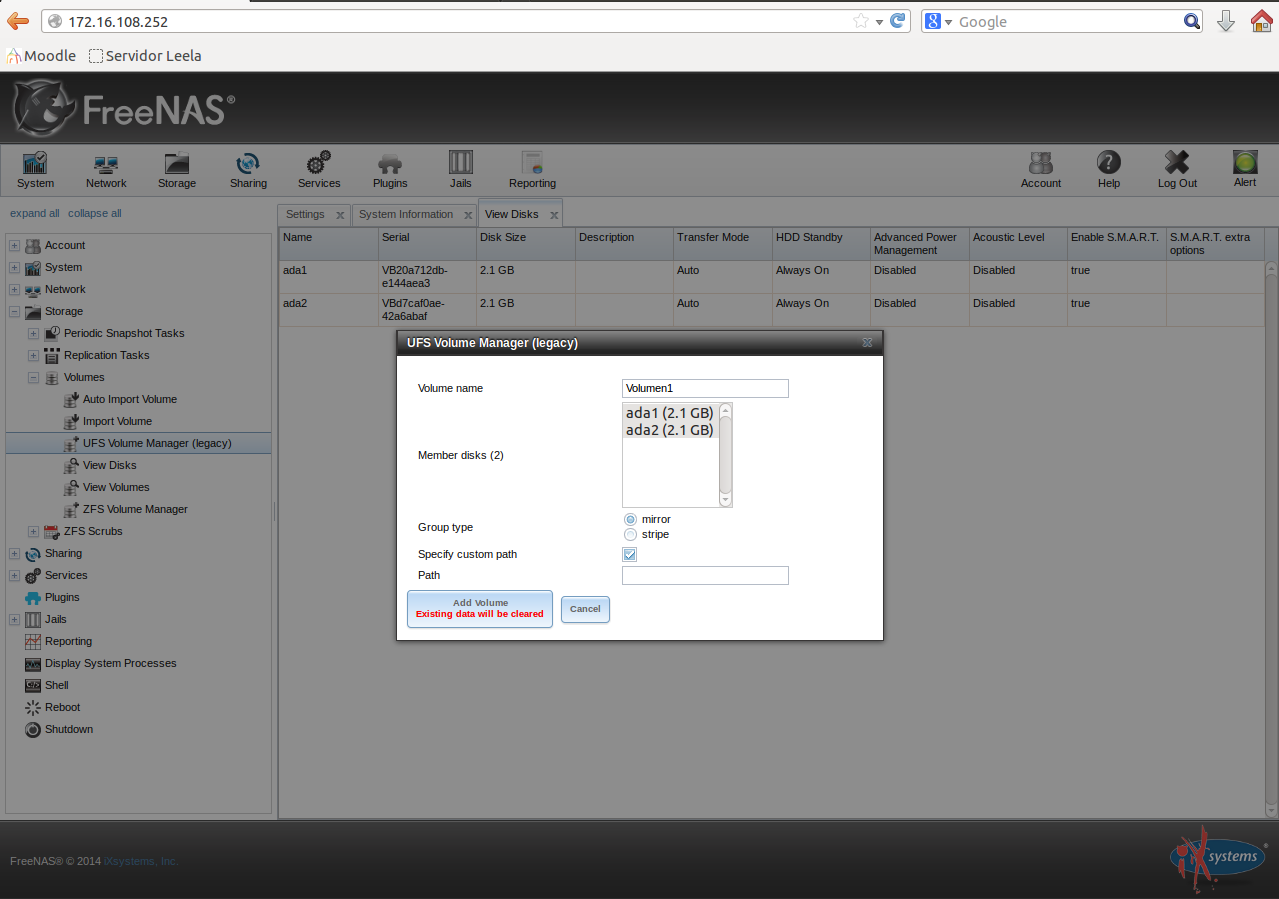 172.16.108.252
Google
Moodle
Servidor Leela
FreeNAS®
System
Network
Storage
Sharing
Services
Plugins
Jails
Reporting
Account
Help
Log Out
Alert
expand all
collapse all
Settings
System Information
View Disks
Account
System
Network
Storage
Periodic Snapshot Tasks
Replication Tasks
Volumes
Auto Import Volume
Import Volume
UFS Volume Manager (legacy)
View Disks
View Volumes
ZFS Volume Manager
ZFS Scrubs
Sharing
Services
Plugins
Jails
Reporting
Display System Processes
Shell
Reboot
Shutdown
Name
Serial
Disk Size
Description
Transfer Mode
HDD Standby
Advanced Power
Management
Acoustic Level
Enable S.M.A.R.T.
S.M.A.R.T. extra
options
ada1
VB20a712db-
e144aea3
2.1 GB
Auto
Always On
Disabled
Disabled
true
ada2
VBd7caf0ae-
42a6abaf
2.1 GB
Auto
Always On
Disabled
Disabled
true
UFS Volume Manager (legacy)
Volume name
Volumen1
Member disks (2)
ada1 (2.1 GB)
ada2 (2.1 GB)
Group type
mirror
stripe
Specify custom path
Path
Add Volume
Existing data will be cleared
Cancel
FreeNAS® © 2014 iXsystems, Inc.
iXsystems®